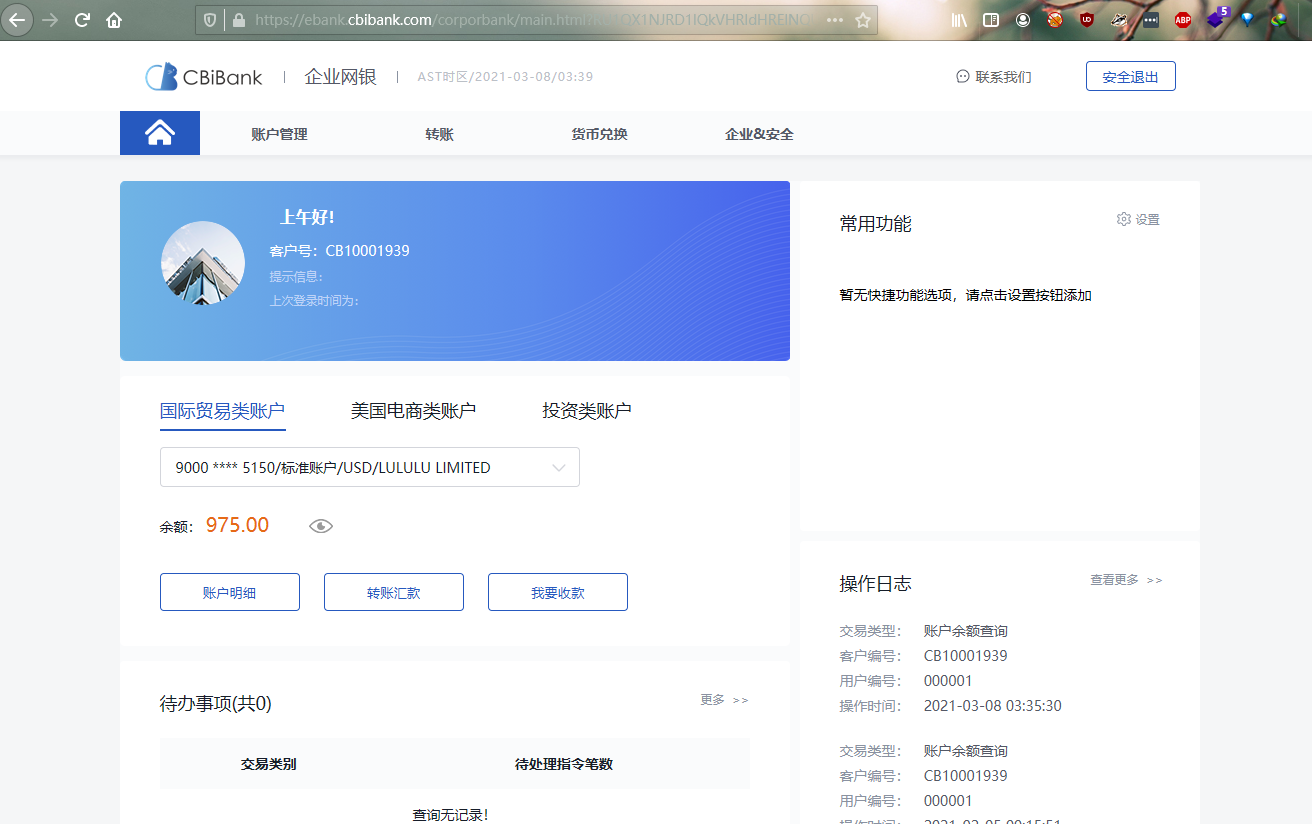 https://ebank.cbibank.com/corporbank/main.html
ABP
5
CBiBank
企业网银
AST时区/2021-03-08/03:39
联系我们
安全退出
账户管理
转账
货币兑换
企业&安全
上午好!
客户号：CB10001939
提示信息：
上次登录时间为：
国际贸易类账户
美国电商类账户
投资类账户
9000 **** 5150/标准账户/USD/LULULU LIMITED
余额：
975.00
账户明细
转账汇款
我要收款
待办事项(共0)
更多 >>
交易类别
待处理指令笔数
查询无记录!
常用功能
设置
暂无快捷功能选项，请点击设置按钮添加
操作日志
查看更多 >>
交易类型： 账户余额查询
客户编号： CB10001939
用户编号： 000001
操作时间： 2021-03-08 03:35:30
交易类型： 账户余额查询
客户编号： CB10001939
用户编号： 000001